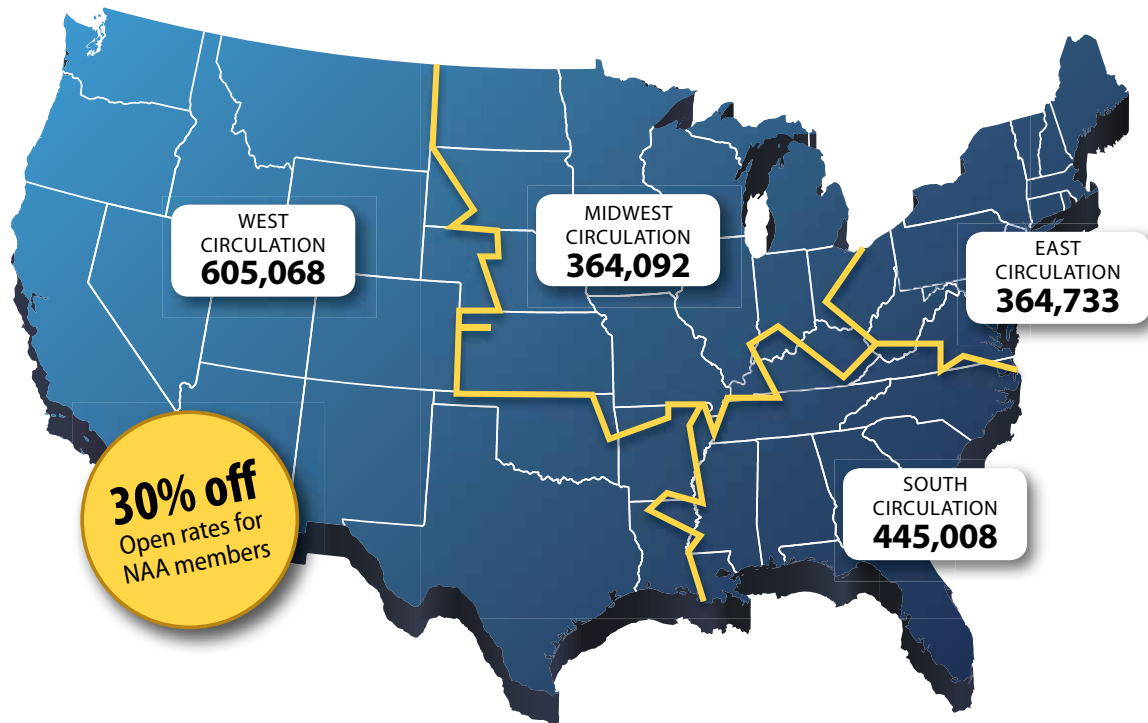 WEST
CIRCULATION
605,068
MIDWEST
CIRCULATION
364,092
EAST
CIRCULATION
364,733
30% off
Open rates for
NAA members
SOUTH
CIRCULATION
445,008